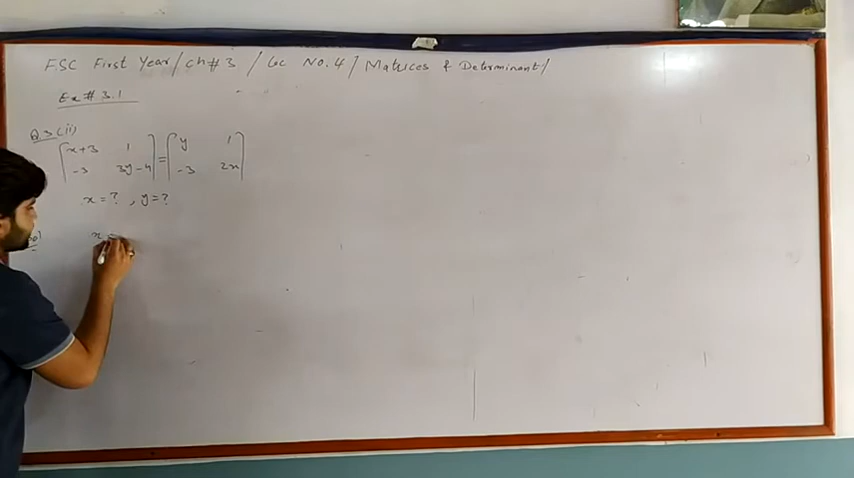 FSC First Year / Ch # 3 / Lec No. 4 / Matrices & Determinant /
Ex # 3.1
Q.3 (ii)
[x+3 1] = [y 1]
[-3 3y-4] [-3 2x]
x = ? , y = ?
x